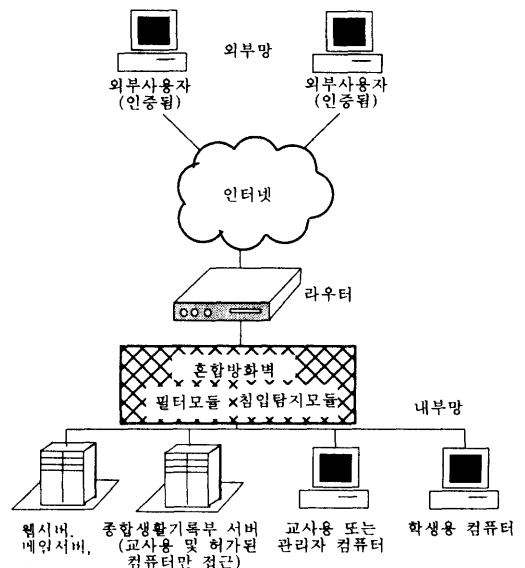 외부망
외부사용자
(인증됨)
외부사용자
(인증됨)
인터넷
라우터
혼합방화벽
필터모듈 침입탐지모듈
내부망
웹서버,
메일서버,
종합생활기록부 서버
(교사용 및 허가된
컴퓨터만 접근)
교사용 또는
관리자 컴퓨터
학생용 컴퓨터